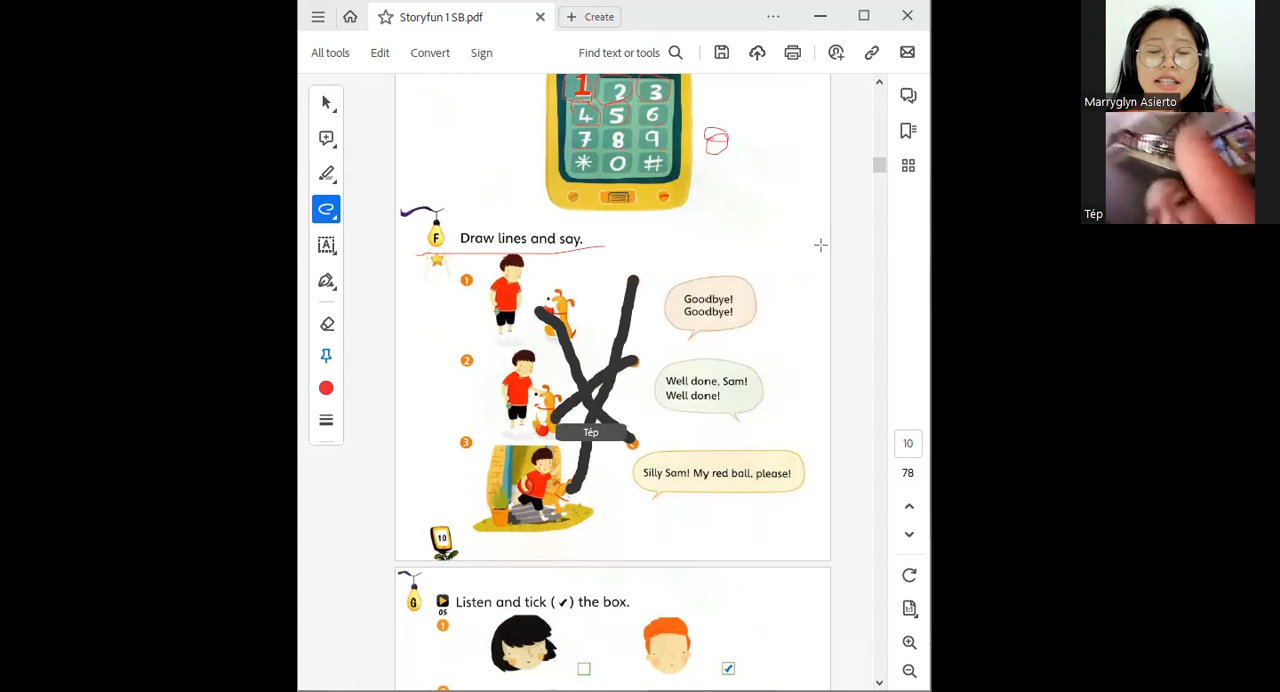 Storyfun 1 SB.pdf
Create
All tools
Edit
Convert
Sign
Find text or tools
1 2 3
4 5 6
7 8 9
* 0 #
8
F
Draw lines and say.
1
Goodbye!
Goodbye!
2
Well done, Sam!
Well done!
Tép
3
Silly Sam! My red ball, please!
10
G
05
Listen and tick (✔) the box.
1
10
78
1:1
Marryglyn Asierto
Tép